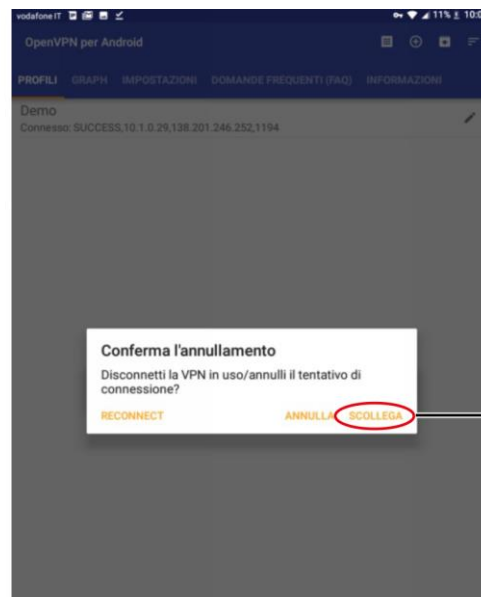 vodafone IT 11% 10:0
OpenVPN per Android
PROFILI GRAPH IMPOSTAZIONI DOMANDE FREQUENTI (FAQ) INFORMAZIONI
Demo
Connesso: SUCCESS,10.1.0.29,138.201.246.252,1194
Conferma l'annullamento
Disconnetti la VPN in uso/annulli il tentativo di
connessione?
RECONNECT ANNULLA SCOLLEGA